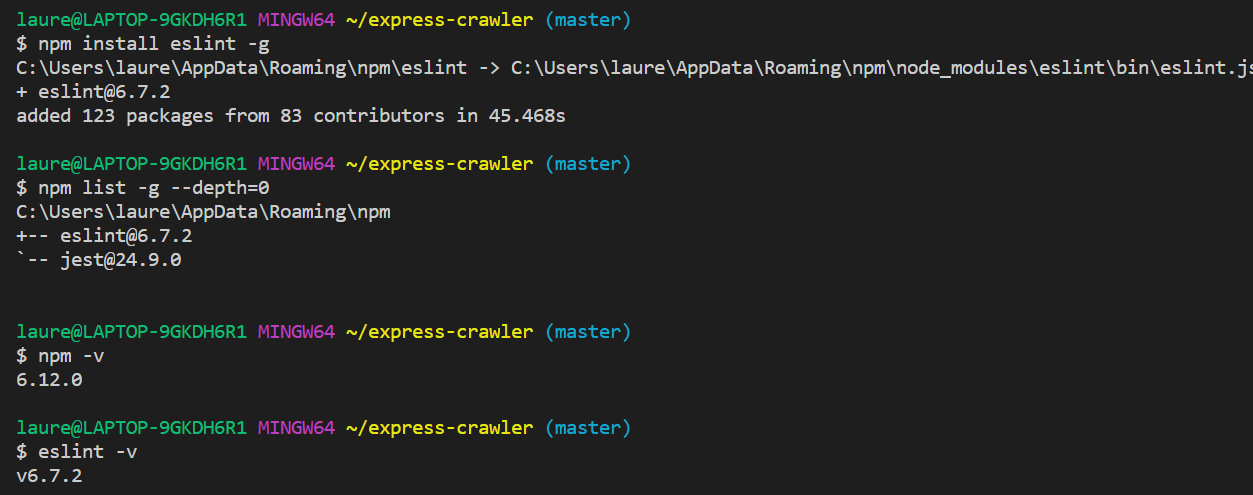 laure@LAPTOP-9GKDH6R1 MINGW64 ~/express-crawler (master)
$ npm install eslint -g
C:\Users\laure\AppData\Roaming\npm\eslint -> C:\Users\laure\AppData\Roaming\npm\node_modules\eslint\bin\eslint.js
+ eslint@6.7.2
added 123 packages from 83 contributors in 45.468s
laure@LAPTOP-9GKDH6R1 MINGW64 ~/express-crawler (master)
$ npm list -g --depth=0
C:\Users\laure\AppData\Roaming\npm
+-- eslint@6.7.2
`-- jest@24.9.0
laure@LAPTOP-9GKDH6R1 MINGW64 ~/express-crawler (master)
$ npm -v
6.12.0
laure@LAPTOP-9GKDH6R1 MINGW64 ~/express-crawler (master)
$ eslint -v
v6.7.2